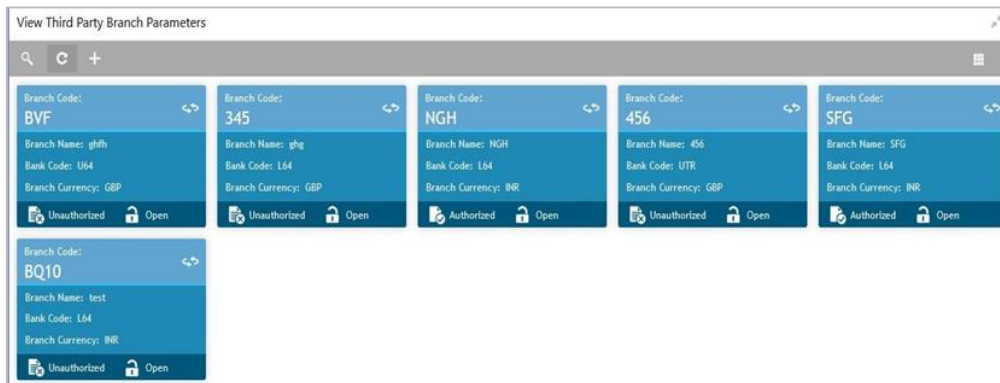 View Third Party Branch Parameters
Branch Code:
BVF
Branch Name: ghfh
Bank Code: U64
Branch Currency: GBP
Unauthorized Open
Branch Code:
345
Branch Name: ghg
Bank Code: L64
Branch Currency: GBP
Unauthorized Open
Branch Code:
NGH
Branch Name: NGH
Bank Code: L64
Branch Currency: INR
Authorized Open
Branch Code:
456
Branch Name: 456
Bank Code: UTR
Branch Currency: GBP
Unauthorized Open
Branch Code:
SFG
Branch Name: SFG
Bank Code: L64
Branch Currency: INR
Authorized Open
Branch Code:
BQ10
Branch Name: test
Bank Code: L64
Branch Currency: INR
Unauthorized Open